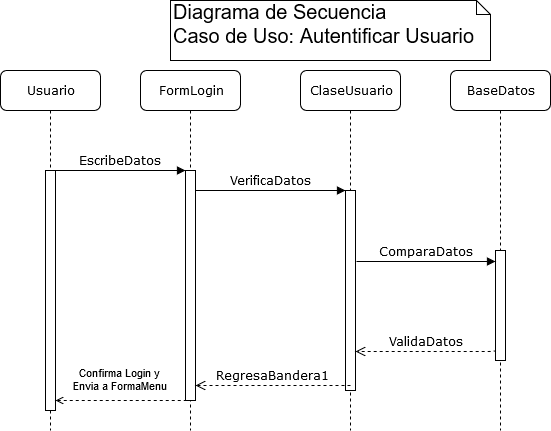 Diagrama de Secuencia
Caso de Uso: Autentificar Usuario
Usuario
FormLogin
ClaseUsuario
BaseDatos
EscribeDatos
VerificaDatos
ComparaDatos
ValidaDatos
RegresaBandera1
Confirma Login y
Envia a FormaMenu